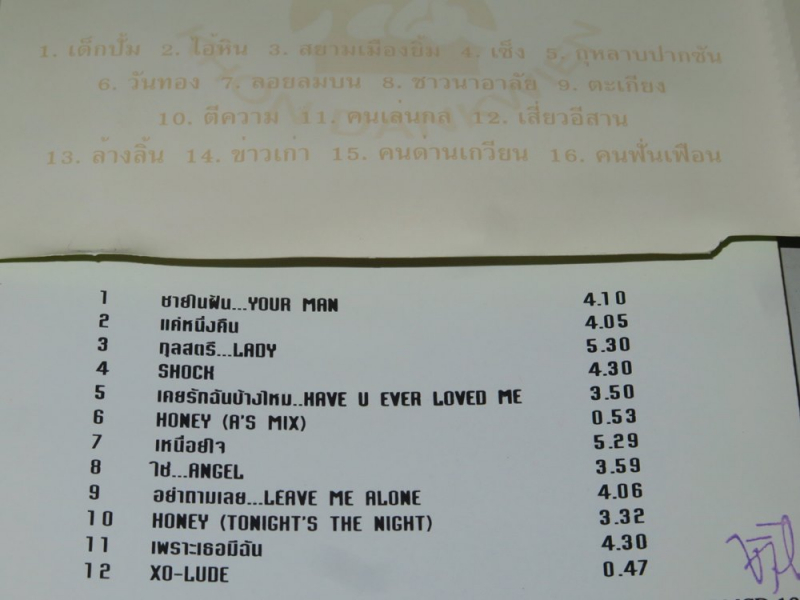 1. เด็กปั้ม 2. ไอ้หิน 3. สยามเมืองยิ้ม 4. เซ็ง 5. กุหลาบปากซัน
6. วันทอง 7. ลอยลมบน 8. ชาวนาอาลัย 9. ตะเกียง
10. ตีความ 11. คนเล่นกล 12. เสี่ยวอีสาน
13. ล้างลิ้น 14. ข่าวเก่า 15. คนด่านเกวียน 16. คนฟั่นเฟือน
1 ชายในฝัน...YOUR MAN 4.10
2 แค่หนึ่งคืน 4.05
3 กุลสตรี...LADY 5.30
4 SHOCK 4.30
5 เคยรักฉันบ้างไหม..HAVE U EVER LOVED ME 3.50
6 HONEY (A'S MIX) 0.53
7 เหนื่อยใจ 5.29
8 ใช่...ANGEL 3.59
9 อย่าถามเลย...LEAVE ME ALONE 4.06
10 HONEY (TONIGHT'S THE NIGHT) 3.32
11 เพราะเธอมีฉัน 4.30
12 XO-LUDE 0.47